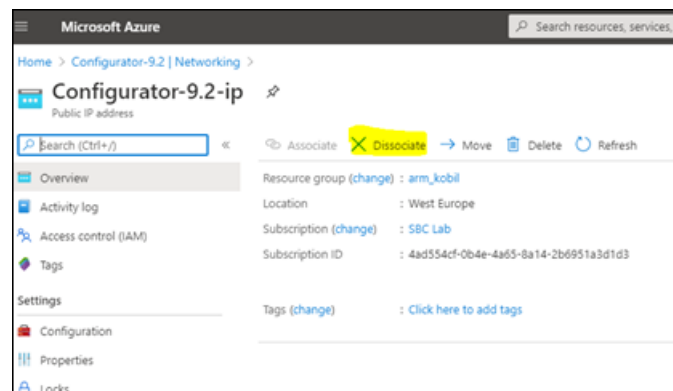 Microsoft Azure
Search resources, services,
Home > Configurator-9.2 | Networking >
Configurator-9.2-ip
Public IP address
Search (Ctrl+/)
«
Associate
Dissociate
Move
Delete
Refresh
Overview
Activity log
Access control (IAM)
Tags
Settings
Configuration
Properties
Locks
Resource group (change) : arm_kobil
Location : West Europe
Subscription (change) : SBC Lab
Subscription ID : 4ad554cf-0b4e-4a65-8a14-2b6951a3d1d3
Tags (change) : Click here to add tags